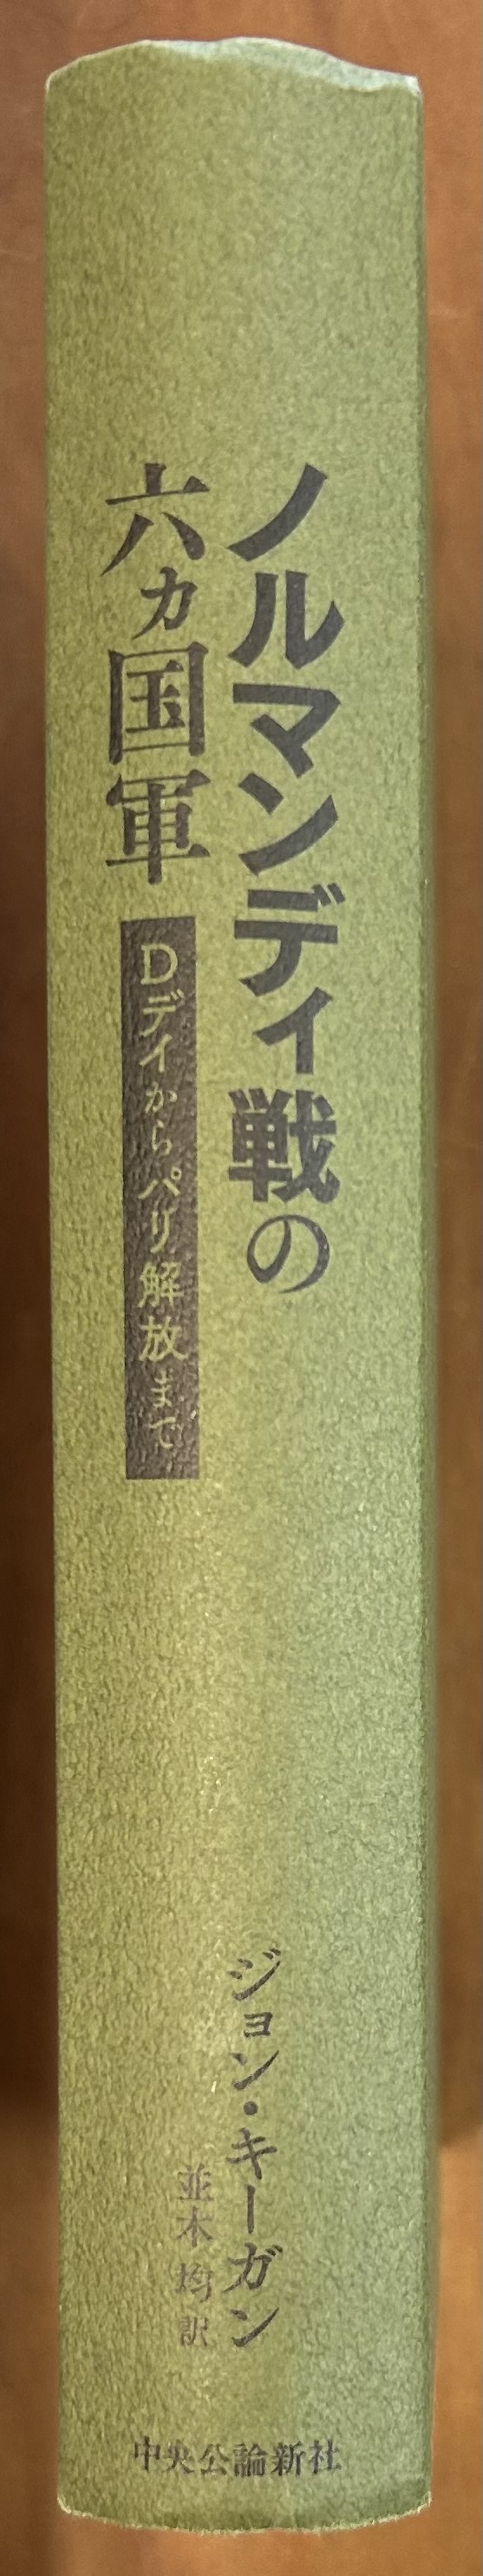 ノルマンディ戦の
六ヵ国軍
Dデイからパリ解放まで
ジョン・キーガン
並木均 訳
中央公論新社